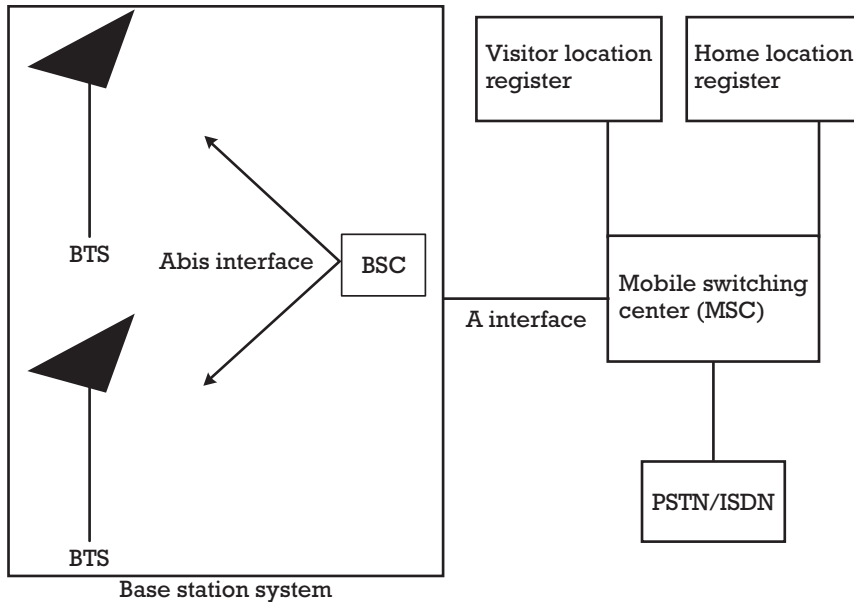 Visitor location
register
Home location
register
BTS
Abis interface
BSC
A interface
Mobile switching
center (MSC)
PSTN/ISDN
BTS
Base station system